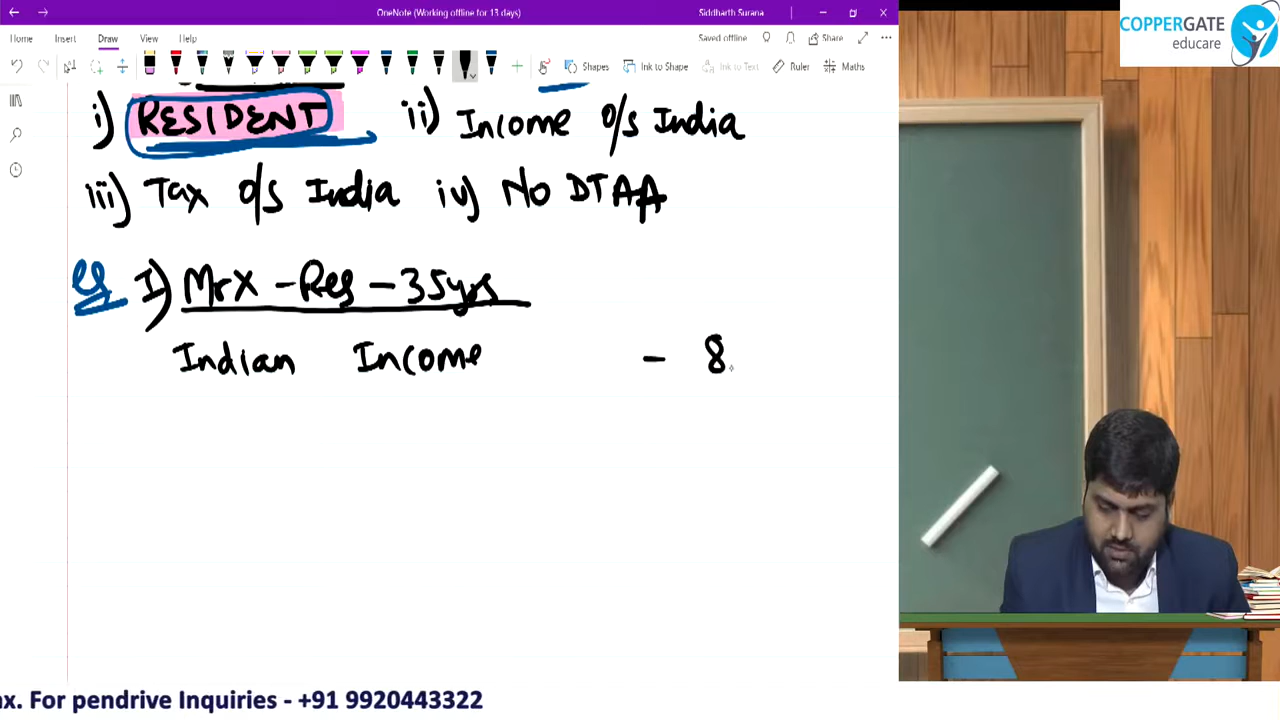 OneNote (Working offline for 13 days)
Siddharth Surana
Home Insert Draw View Help
Saved offline Share
Shapes Ink to Shape Ink to Text Ruler Maths
COPPERGATE
educare
i) RESIDENT ii) Income o/s India
iii) Tax o/s India iv) No DTAA
eg I) Mr X - Res - 35yrs
Indian Income - 8.
ax. For pendrive Inquiries - +91 9920443322